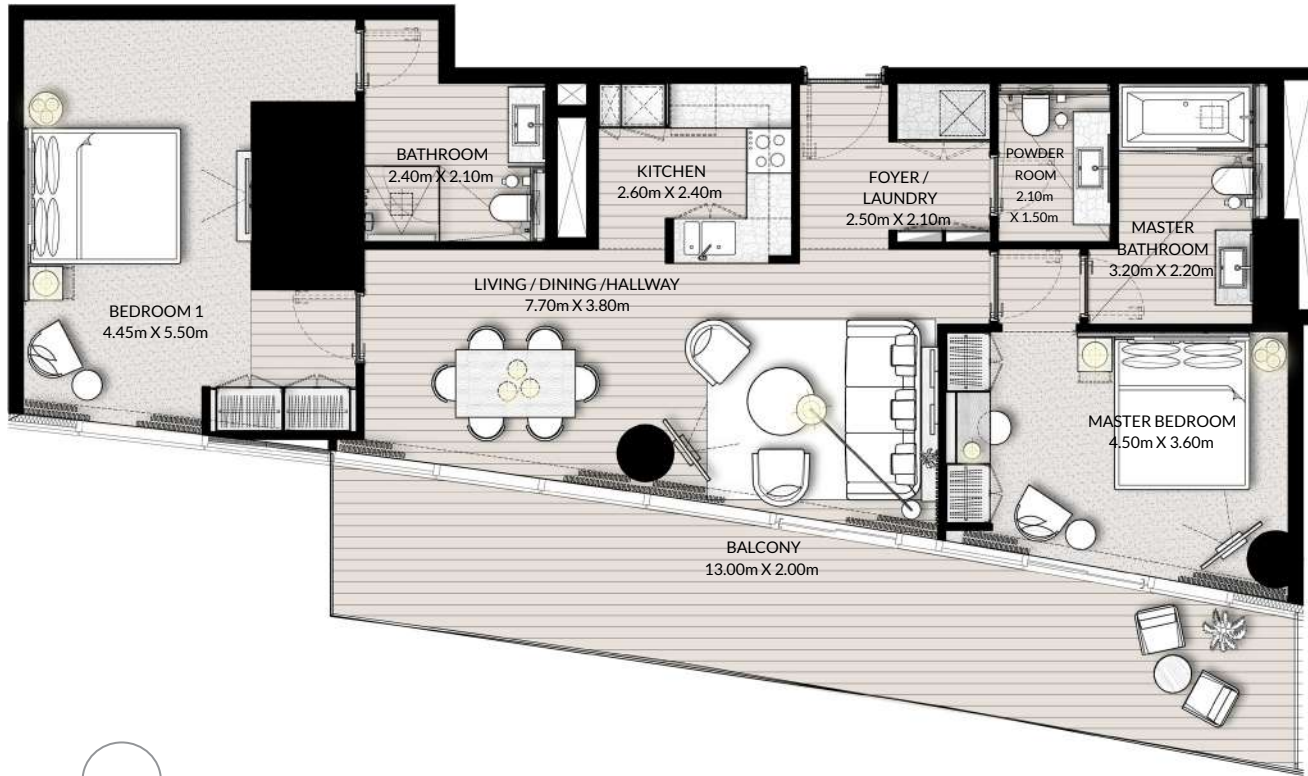 BATHROOM
2.40m X 2.10m
KITCHEN
2.60m X 2.40m
FOYER /
LAUNDRY
2.50m X 2.10m
POWDER
ROOM
2.10m
X 1.50m
MASTER
BATHROOM
3.20m X 2.20m
BEDROOM 1
4.45m X 5.50m
LIVING / DINING /HALLWAY
7.70m X 3.80m
MASTER BEDROOM
4.50m X 3.60m
BALCONY
13.00m X 2.00m